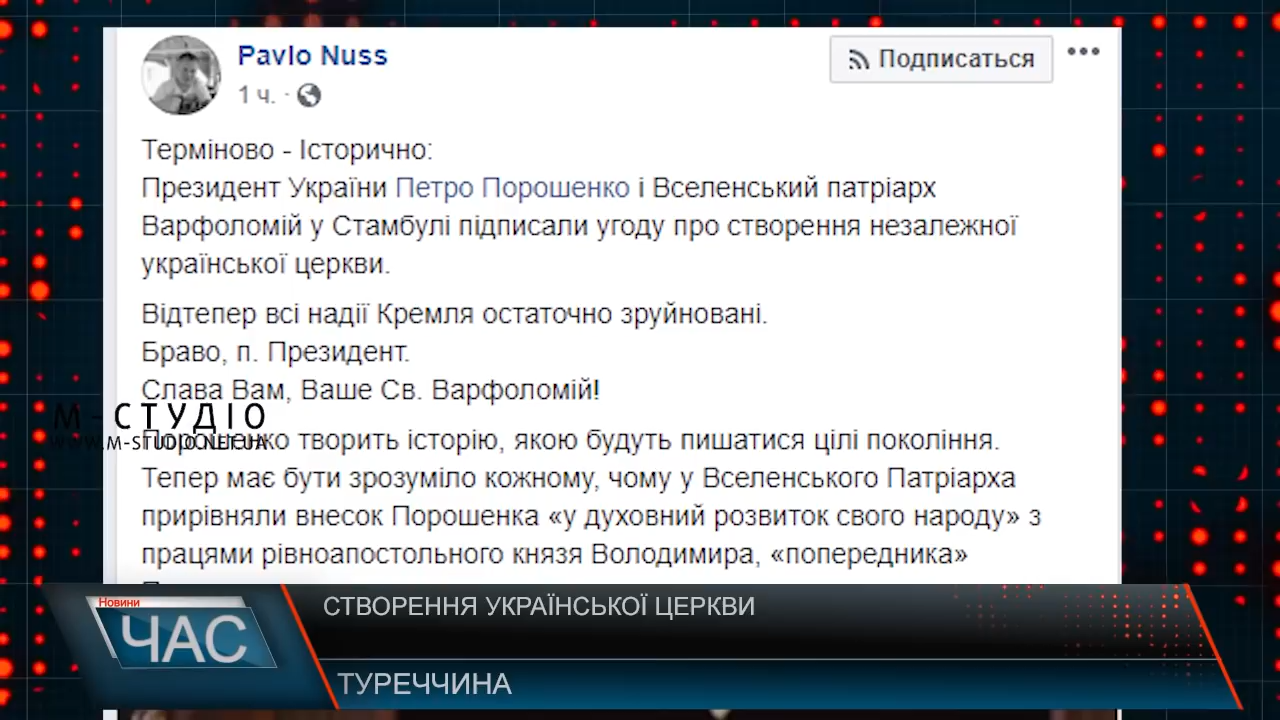 Pavlo Nuss
Подписаться
1 ч.
Терміново - Історично:
Президент України Петро Порошенко і Вселенський патріарх
Варфоломій у Стамбулі підписали угоду про створення незалежної
української церкви.
Відтепер всі надії Кремля остаточно зруйновані.
Браво, п. Президент.
Слава Вам, Ваше Св. Варфоломій!
М-СТУДІО
WWW.M-STUDIO.NET.UA
Порошенко творить історію, якою будуть пишатися цілі покоління.
Тепер має бути зрозуміло кожному, чому у Вселенського Патріарха
прирівняли внесок Порошенка «у духовний розвиток свого народу» з
працями рівноапостольного князя Володимира, «попередника»
Новини
ЧАС
СТВОРЕННЯ УКРАЇНСЬКОЇ ЦЕРКВИ
ТУРЕЧЧИНА